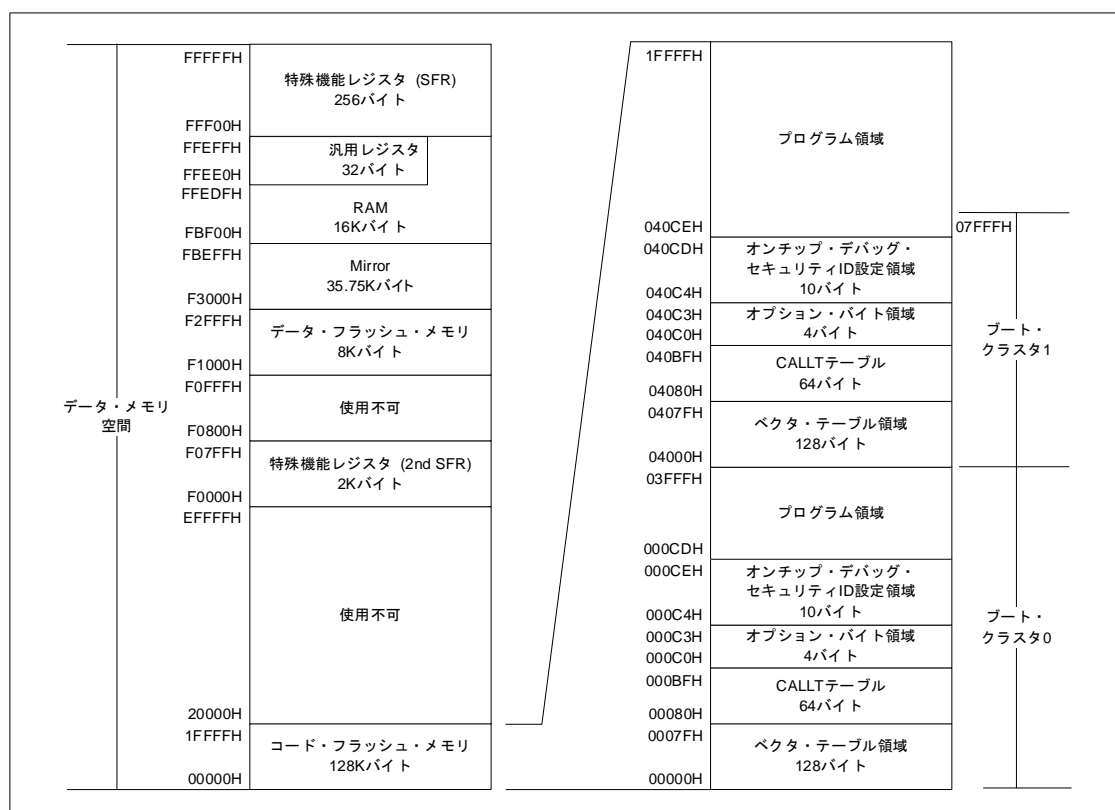 FFFFFH
特殊機能レジスタ (SFR)
256バイト
FFF00H
FFEFFH
汎用レジスタ
32バイト
FFEE0H
FFEDFH
RAM
16Kバイト
FBF00H
FBEFFH
Mirror
35.75Kバイト
F3000H
F2FFFH
データ・フラッシュ・メモリ
8Kバイト
F1000H
F0FFFH
使用不可
F0800H
F07FFH
特殊機能レジスタ (2nd SFR)
2Kバイト
F0000H
EFFFFH
使用不可
20000H
1FFFFH
コード・フラッシュ・メモリ
128Kバイト
00000H
データ・メモリ
空間
1FFFFH
プログラム領域
040CEH
040CDH
オンチップ・デバッグ・
セキュリティID設定領域
10バイト
040C4H
040C3H
オプション・バイト領域
4バイト
040C0H
040BFH
CALLTテーブル
64バイト
04080H
0407FH
ベクタ・テーブル領域
128バイト
04000H
03FFFH
プログラム領域
000CDH
000CEH
オンチップ・デバッグ・
セキュリティID設定領域
10バイト
000C4H
000C3H
オプション・バイト領域
4バイト
000C0H
000BFH
CALLTテーブル
64バイト
00080H
0007FH
ベクタ・テーブル領域
128バイト
00000H
07FFFH
ブート・
クラスタ1
ブート・
クラスタ0